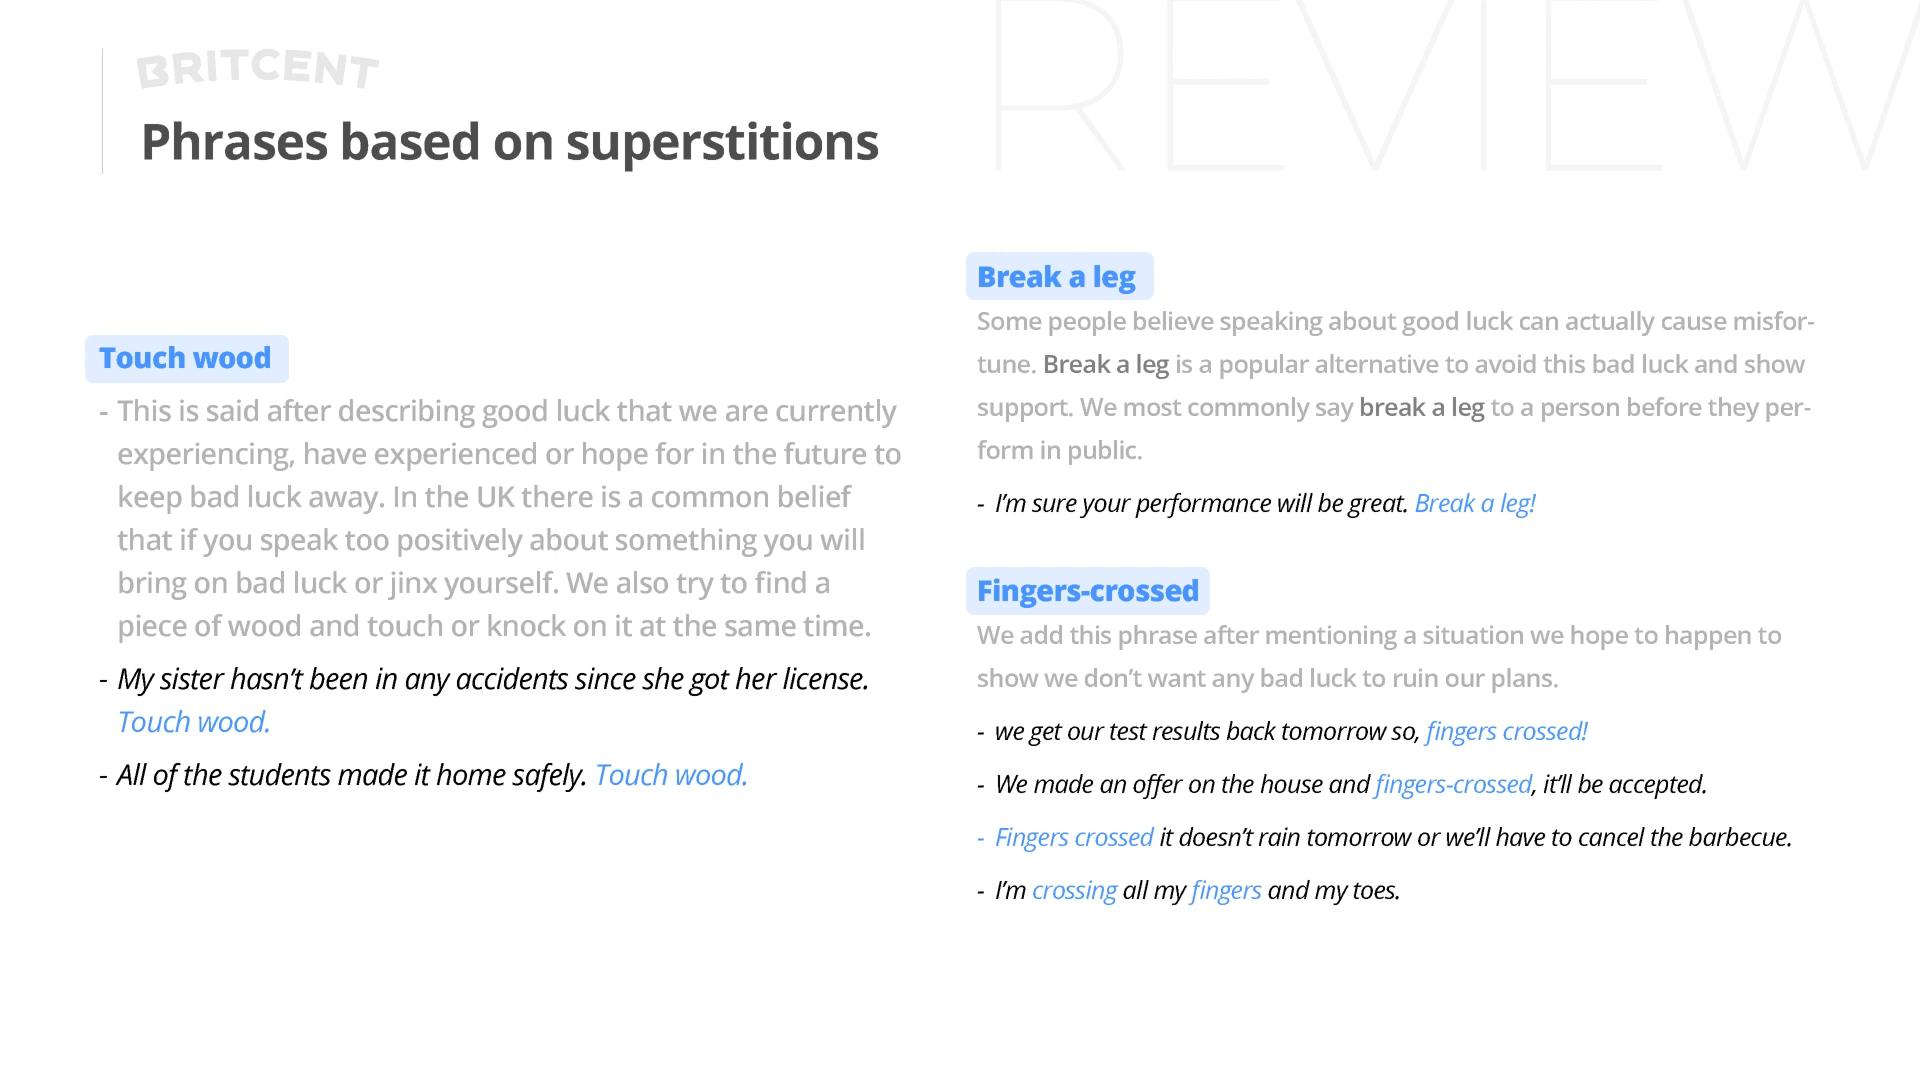 REVIEW
BRITCENT
Phrases based on superstitions
Touch wood
- This is said after describing good luck that we are currently
experiencing, have experienced or hope for in the future to
keep bad luck away. In the UK there is a common belief
that if you speak too positively about something you will
bring on bad luck or jinx yourself. We also try to find a
piece of wood and touch or knock on it at the same time.
- My sister hasn’t been in any accidents since she got her license.
Touch wood.
- All of the students made it home safely. Touch wood.
Break a leg
Some people believe speaking about good luck can actually cause misfor-
tune. Break a leg is a popular alternative to avoid this bad luck and show
support. We most commonly say break a leg to a person before they per-
form in public.
- I’m sure your performance will be great. Break a leg!
Fingers-crossed
We add this phrase after mentioning a situation we hope to happen to
show we don’t want any bad luck to ruin our plans.
- we get our test results back tomorrow so, fingers crossed!
- We made an offer on the house and fingers-crossed, it’ll be accepted.
- Fingers crossed it doesn’t rain tomorrow or we’ll have to cancel the barbecue.
- I’m crossing all my fingers and my toes.